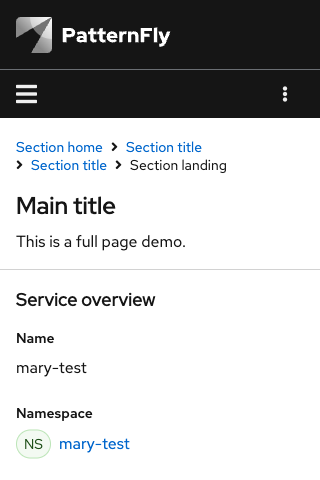 PatternFly
Section home > Section title
> Section title > Section landing
Main title
This is a full page demo.
Service overview
Name
mary-test
Namespace
NS mary-test